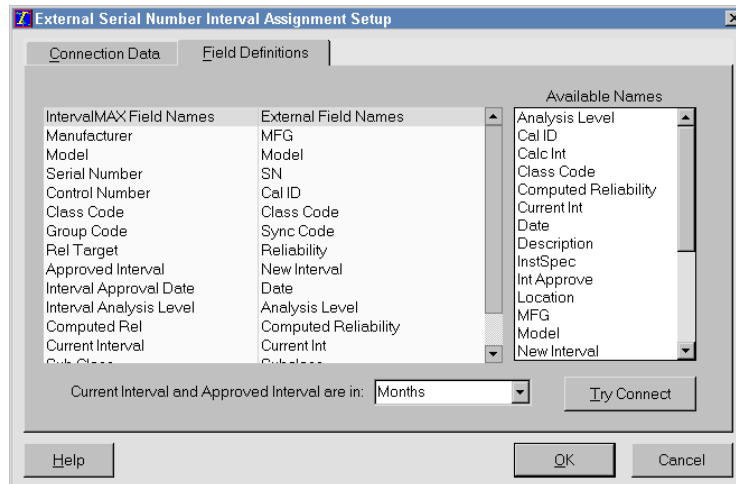 External Serial Number Interval Assignment Setup
Connection Data
Field Definitions
Available Names
IntervalMAX Field Names External Field Names
Manufacturer MFG
Model Model
Serial Number SN
Control Number Cal ID
Class Code Class Code
Group Code Sync Code
Rel Target Reliability
Approved Interval New Interval
Interval Approval Date Date
Interval Analysis Level Analysis Level
Computed Rel Computed Reliability
Current Interval Current Int
Sub Class Subclass
Analysis Level
Cal ID
Calc Int
Class Code
Computed Reliability
Current Int
Date
Description
InstSpec
Int Approve
Location
MFG
Model
New Interval
Current Interval and Approved Interval are in: Months
Try Connect
Help
OK
Cancel